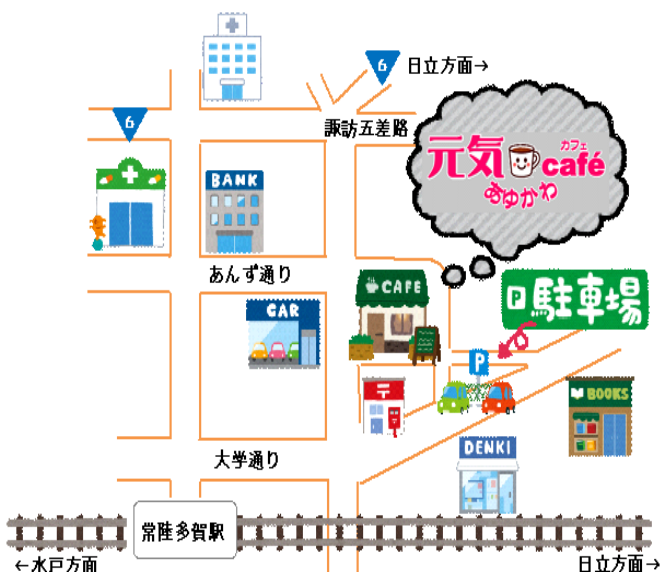 6
日立方面→
6
諏訪五差路
カフェ
元気 café
あゆかわ
BANK
あんず通り
CAFE
P駐車場
CAR
P
〒
BOOKS
大学通り
DENKI
常陸多賀駅
←水戸方面
日立方面→